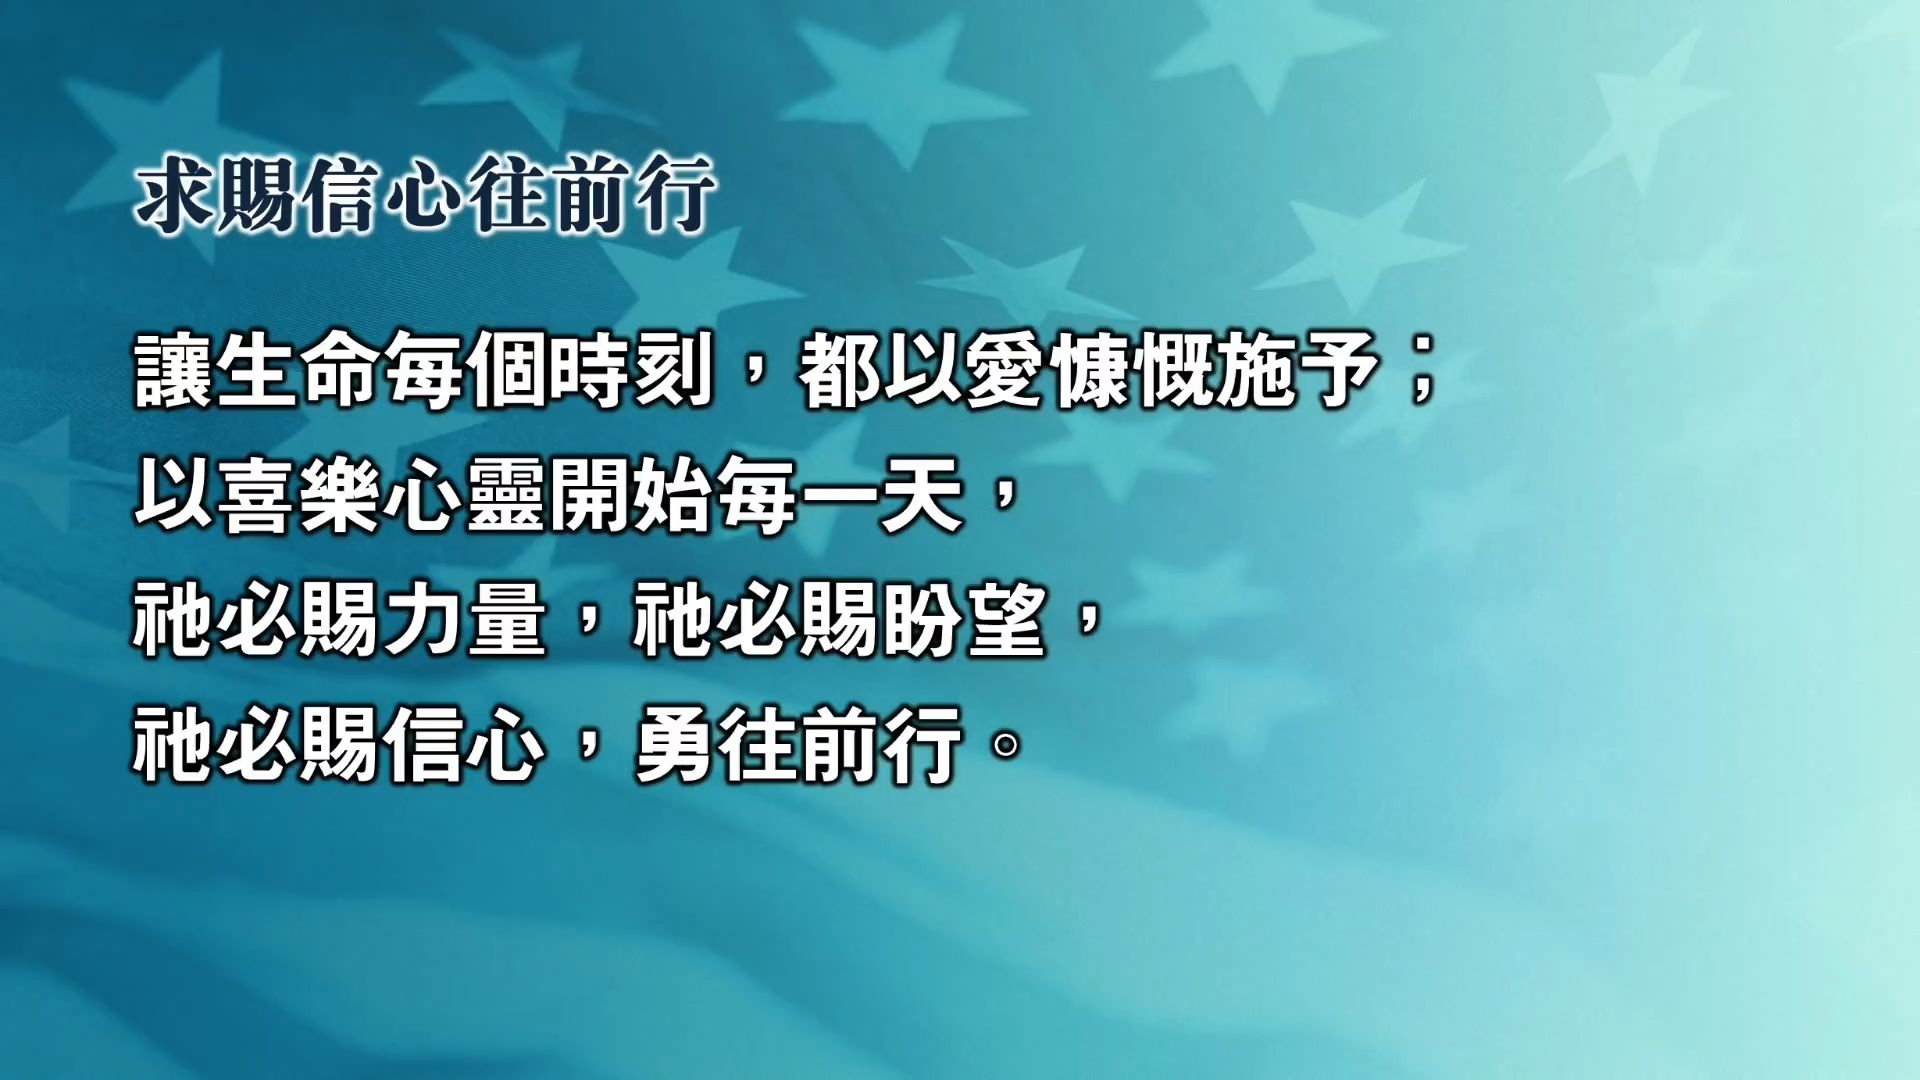 求賜信心往前行
讓生命每個時刻，都以愛慷慨施予；
以喜樂心靈開始每一天，
祂必賜力量，祂必賜盼望，
祂必賜信心，勇往前行。